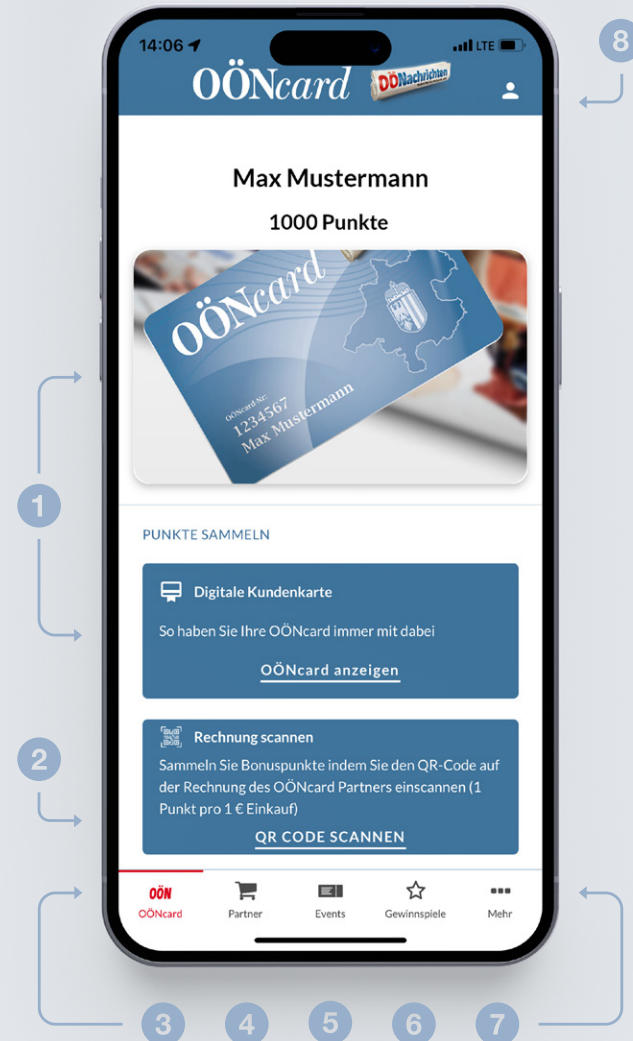 14:06
LTE
8
OÖNcard
OÖNachrichten
Max Mustermann
1000 Punkte
OÖNcard
OÖNcard-Nr:
1234567
Max Mustermann
1
PUNKTE SAMMELN
Digitale Kundenkarte
So haben Sie Ihre OÖNcard immer mit dabei
OÖNcard anzeigen
2
Rechnung scannen
Sammeln Sie Bonuspunkte indem Sie den QR-Code auf
der Rechnung des OÖNcard Partners einscannen (1
Punkt pro 1 € Einkauf)
QR CODE SCANNEN
OÖN
OÖNcard
Partner
Events
Gewinnspiele
Mehr
3
4
5
6
7